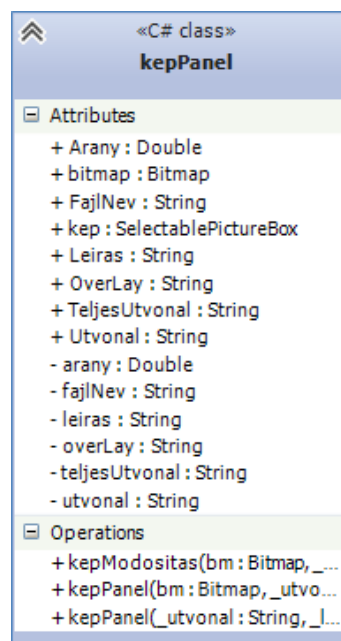 «C# class»
kepPanel
Attributes
+ Arany : Double
+ bitmap : Bitmap
+ FajlNev : String
+ kep : SelectablePictureBox
+ Leiras : String
+ OverLay : String
+ TeljesUtvonal : String
+ Utvonal : String
- arany : Double
- fajlNev : String
- leiras : String
- overLay : String
- teljesUtvonal : String
- utvonal : String
Operations
+ kepModositas(bm : Bitmap, _...
+ kepPanel(bm : Bitmap, _utvo...
+ kepPanel(_utvonal : String, _l...